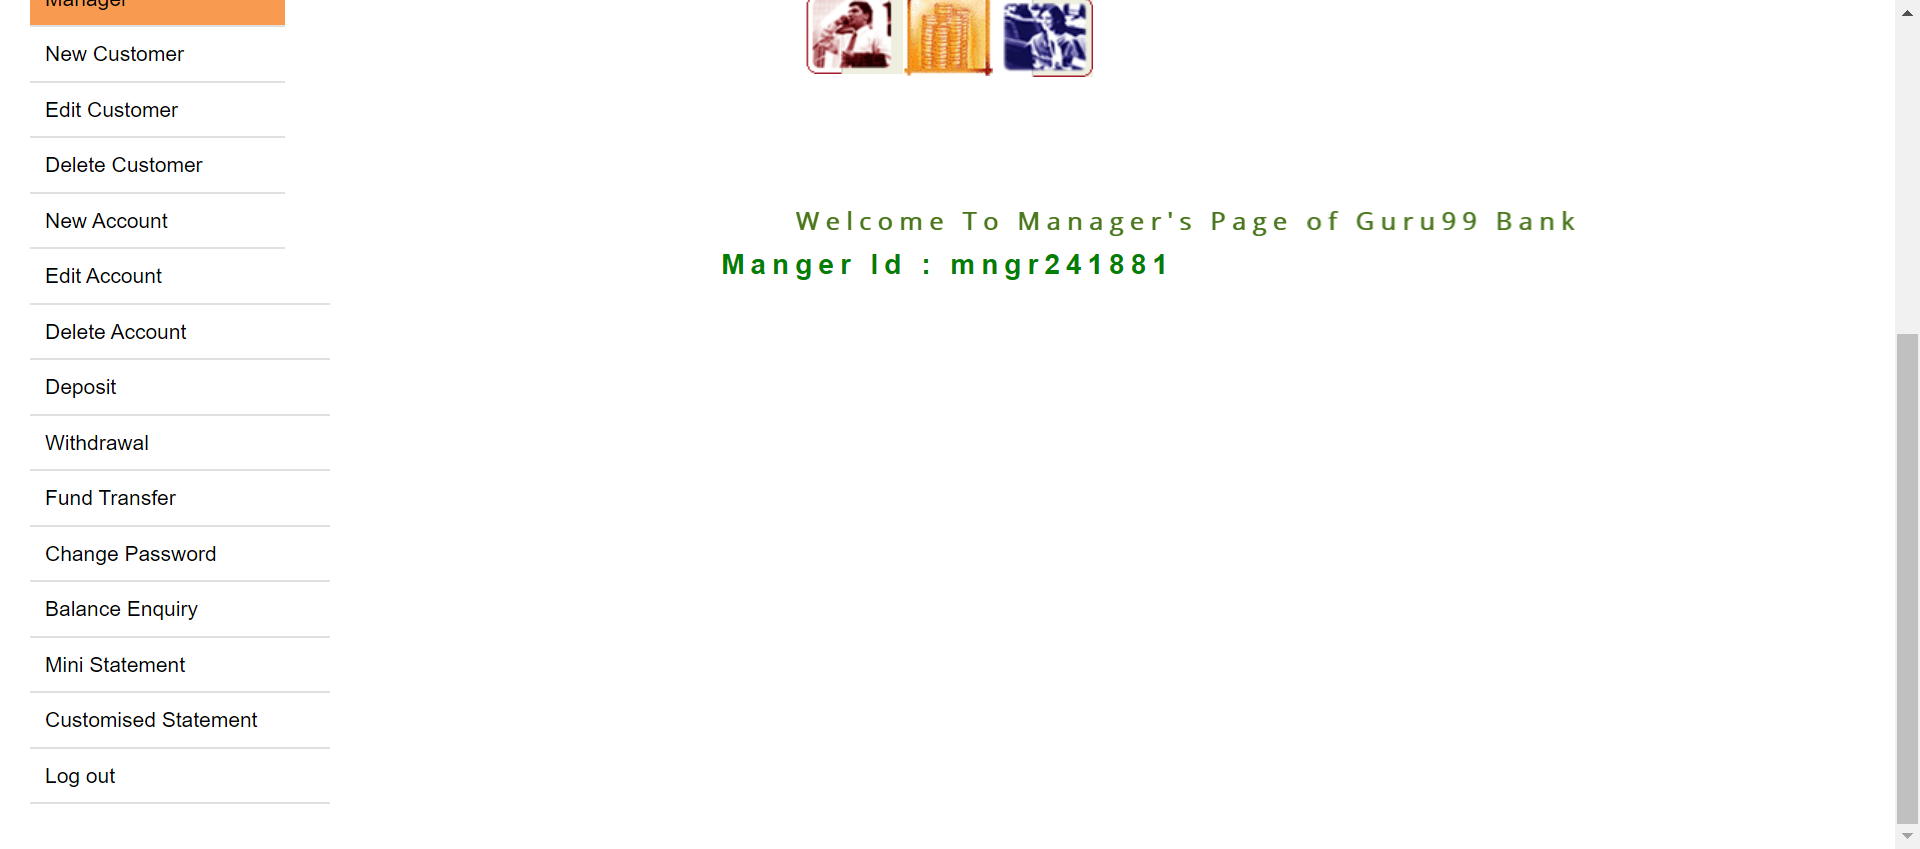 Manager
New Customer
Edit Customer
Delete Customer
New Account
Edit Account
Delete Account
Deposit
Withdrawal
Fund Transfer
Change Password
Balance Enquiry
Mini Statement
Customised Statement
Log out
Welcome To Manager's Page of Guru99 Bank
Manger Id : mngr241881